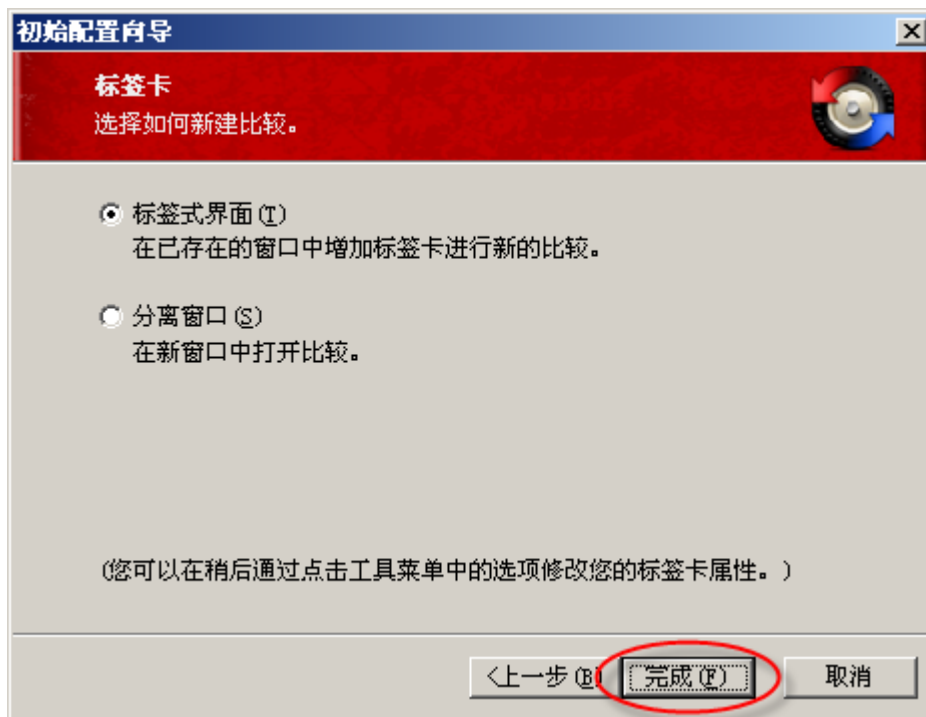 初始配置向导
标签卡
选择如何新建比较。
标签式界面(T)
在已存在的窗口中增加标签卡进行新的比较。
分离窗口(S)
在新窗口中打开比较。
(您可以在稍后通过点击工具菜单中的选项修改您的标签卡属性。)
<上一步(B) 完成(F) 取消